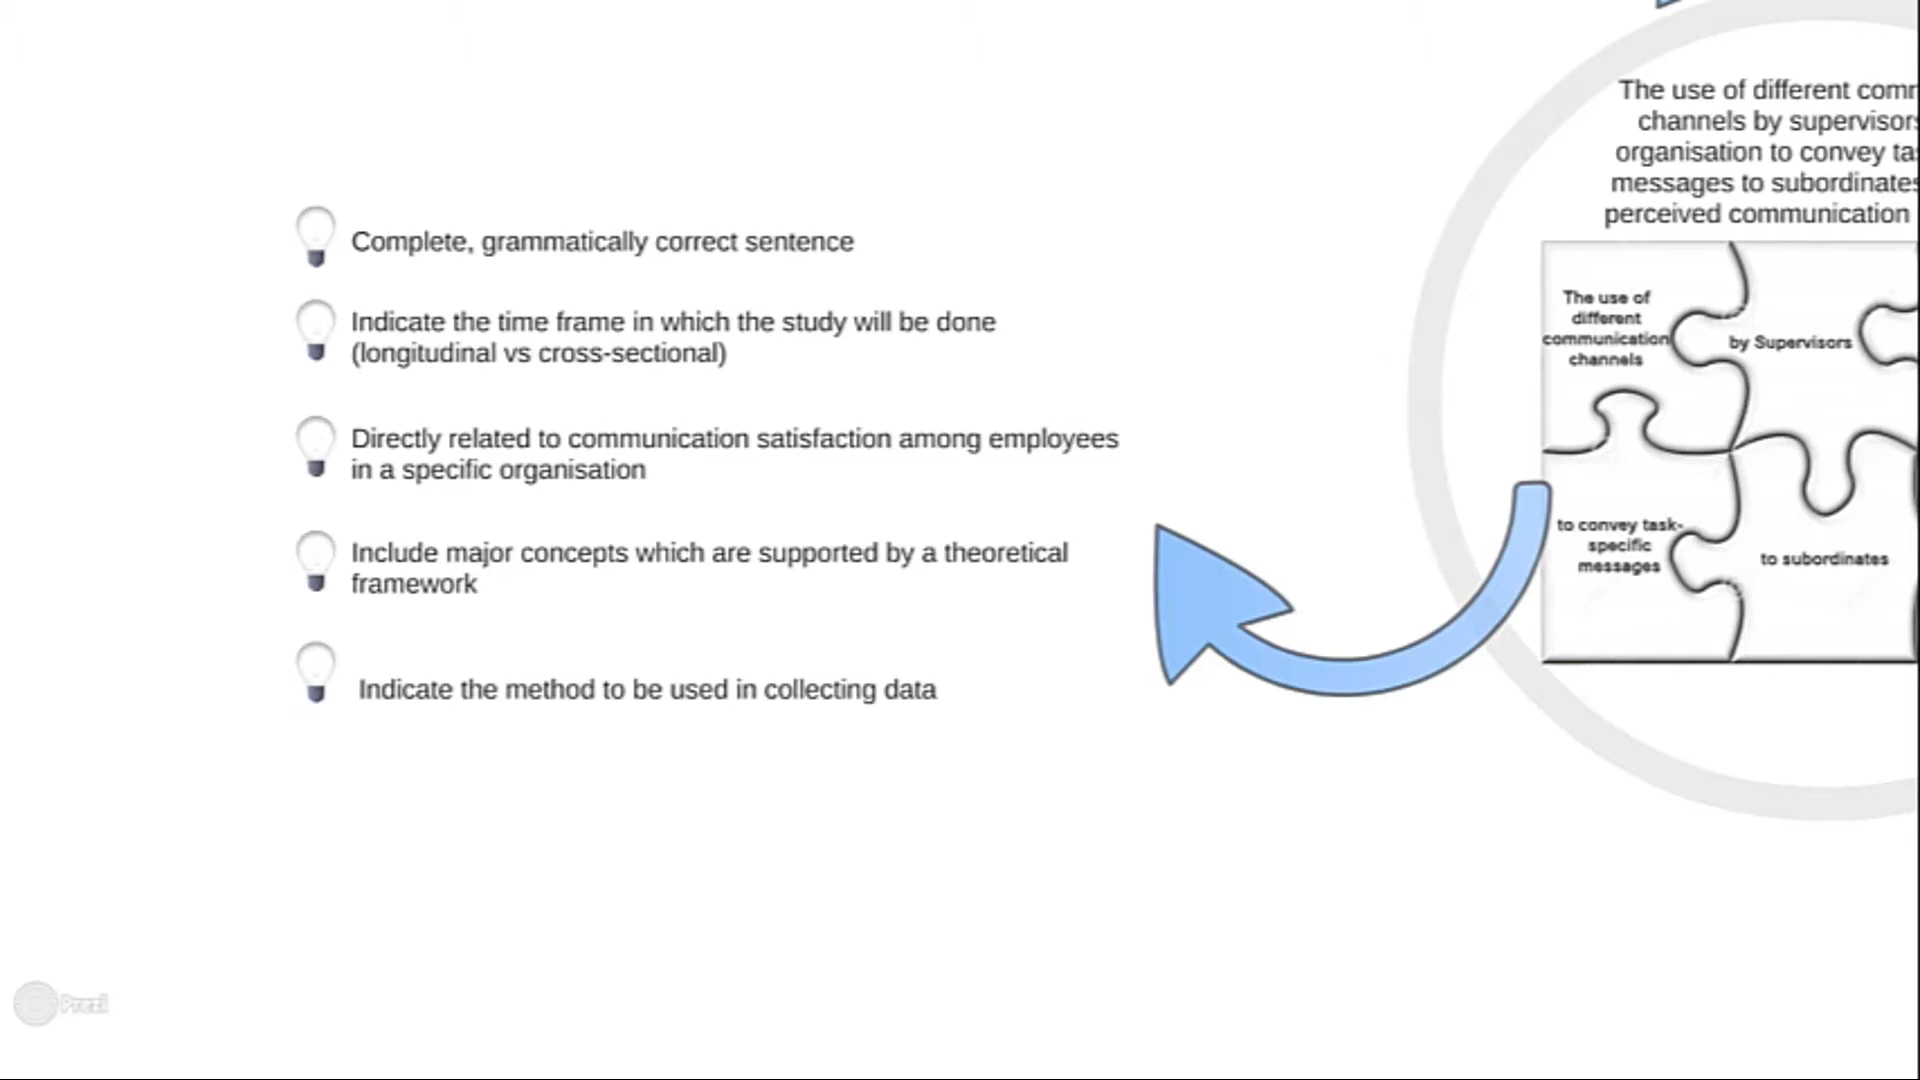 Complete, grammatically correct sentence
Indicate the time frame in which the study will be done
(longitudinal vs cross-sectional)
Directly related to communication satisfaction among employees
in a specific organisation
Include major concepts which are supported by a theoretical
framework
Indicate the method to be used in collecting data
The use of different
channels by
organisation to convey
messages to
perceived communication
The use of
different
communication
channels
by Supervisors
to convey task-
specific
messages
to subordinates
Prezi